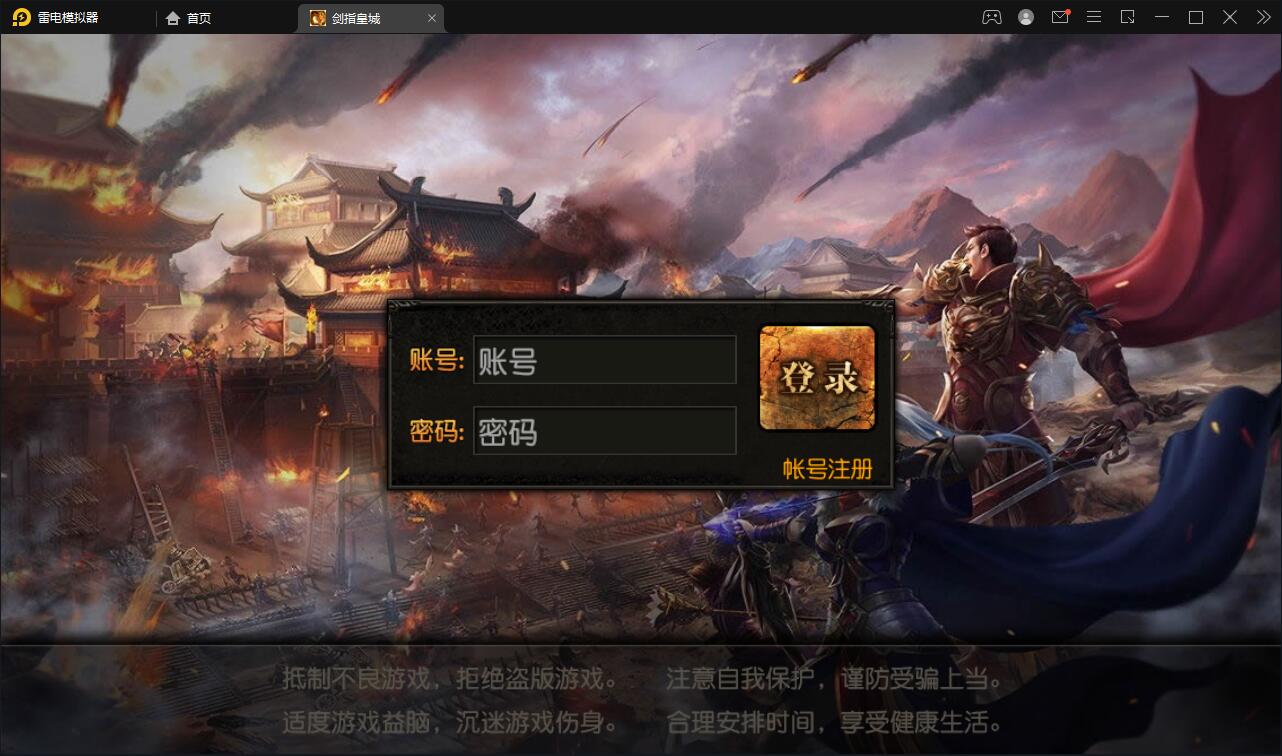 雷电模拟器
首页
剑指皇城
账号: 账号
登录
密码: 密码
帐号注册
抵制不良游戏，拒绝盗版游戏。 注意自我保护，谨防受骗上当。
适度游戏益脑，沉迷游戏伤身。 合理安排时间，享受健康生活。